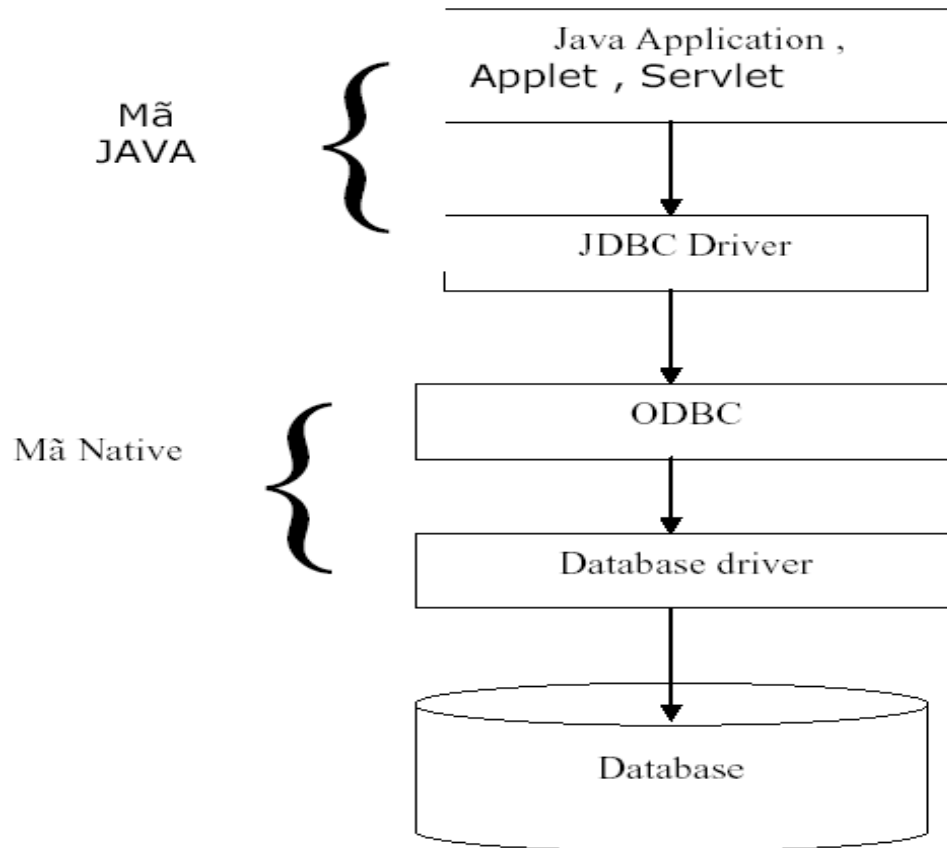 Java Application ,
Applet , Servlet
Mã
JAVA
JDBC Driver
ODBC
Mã Native
Database driver
Database